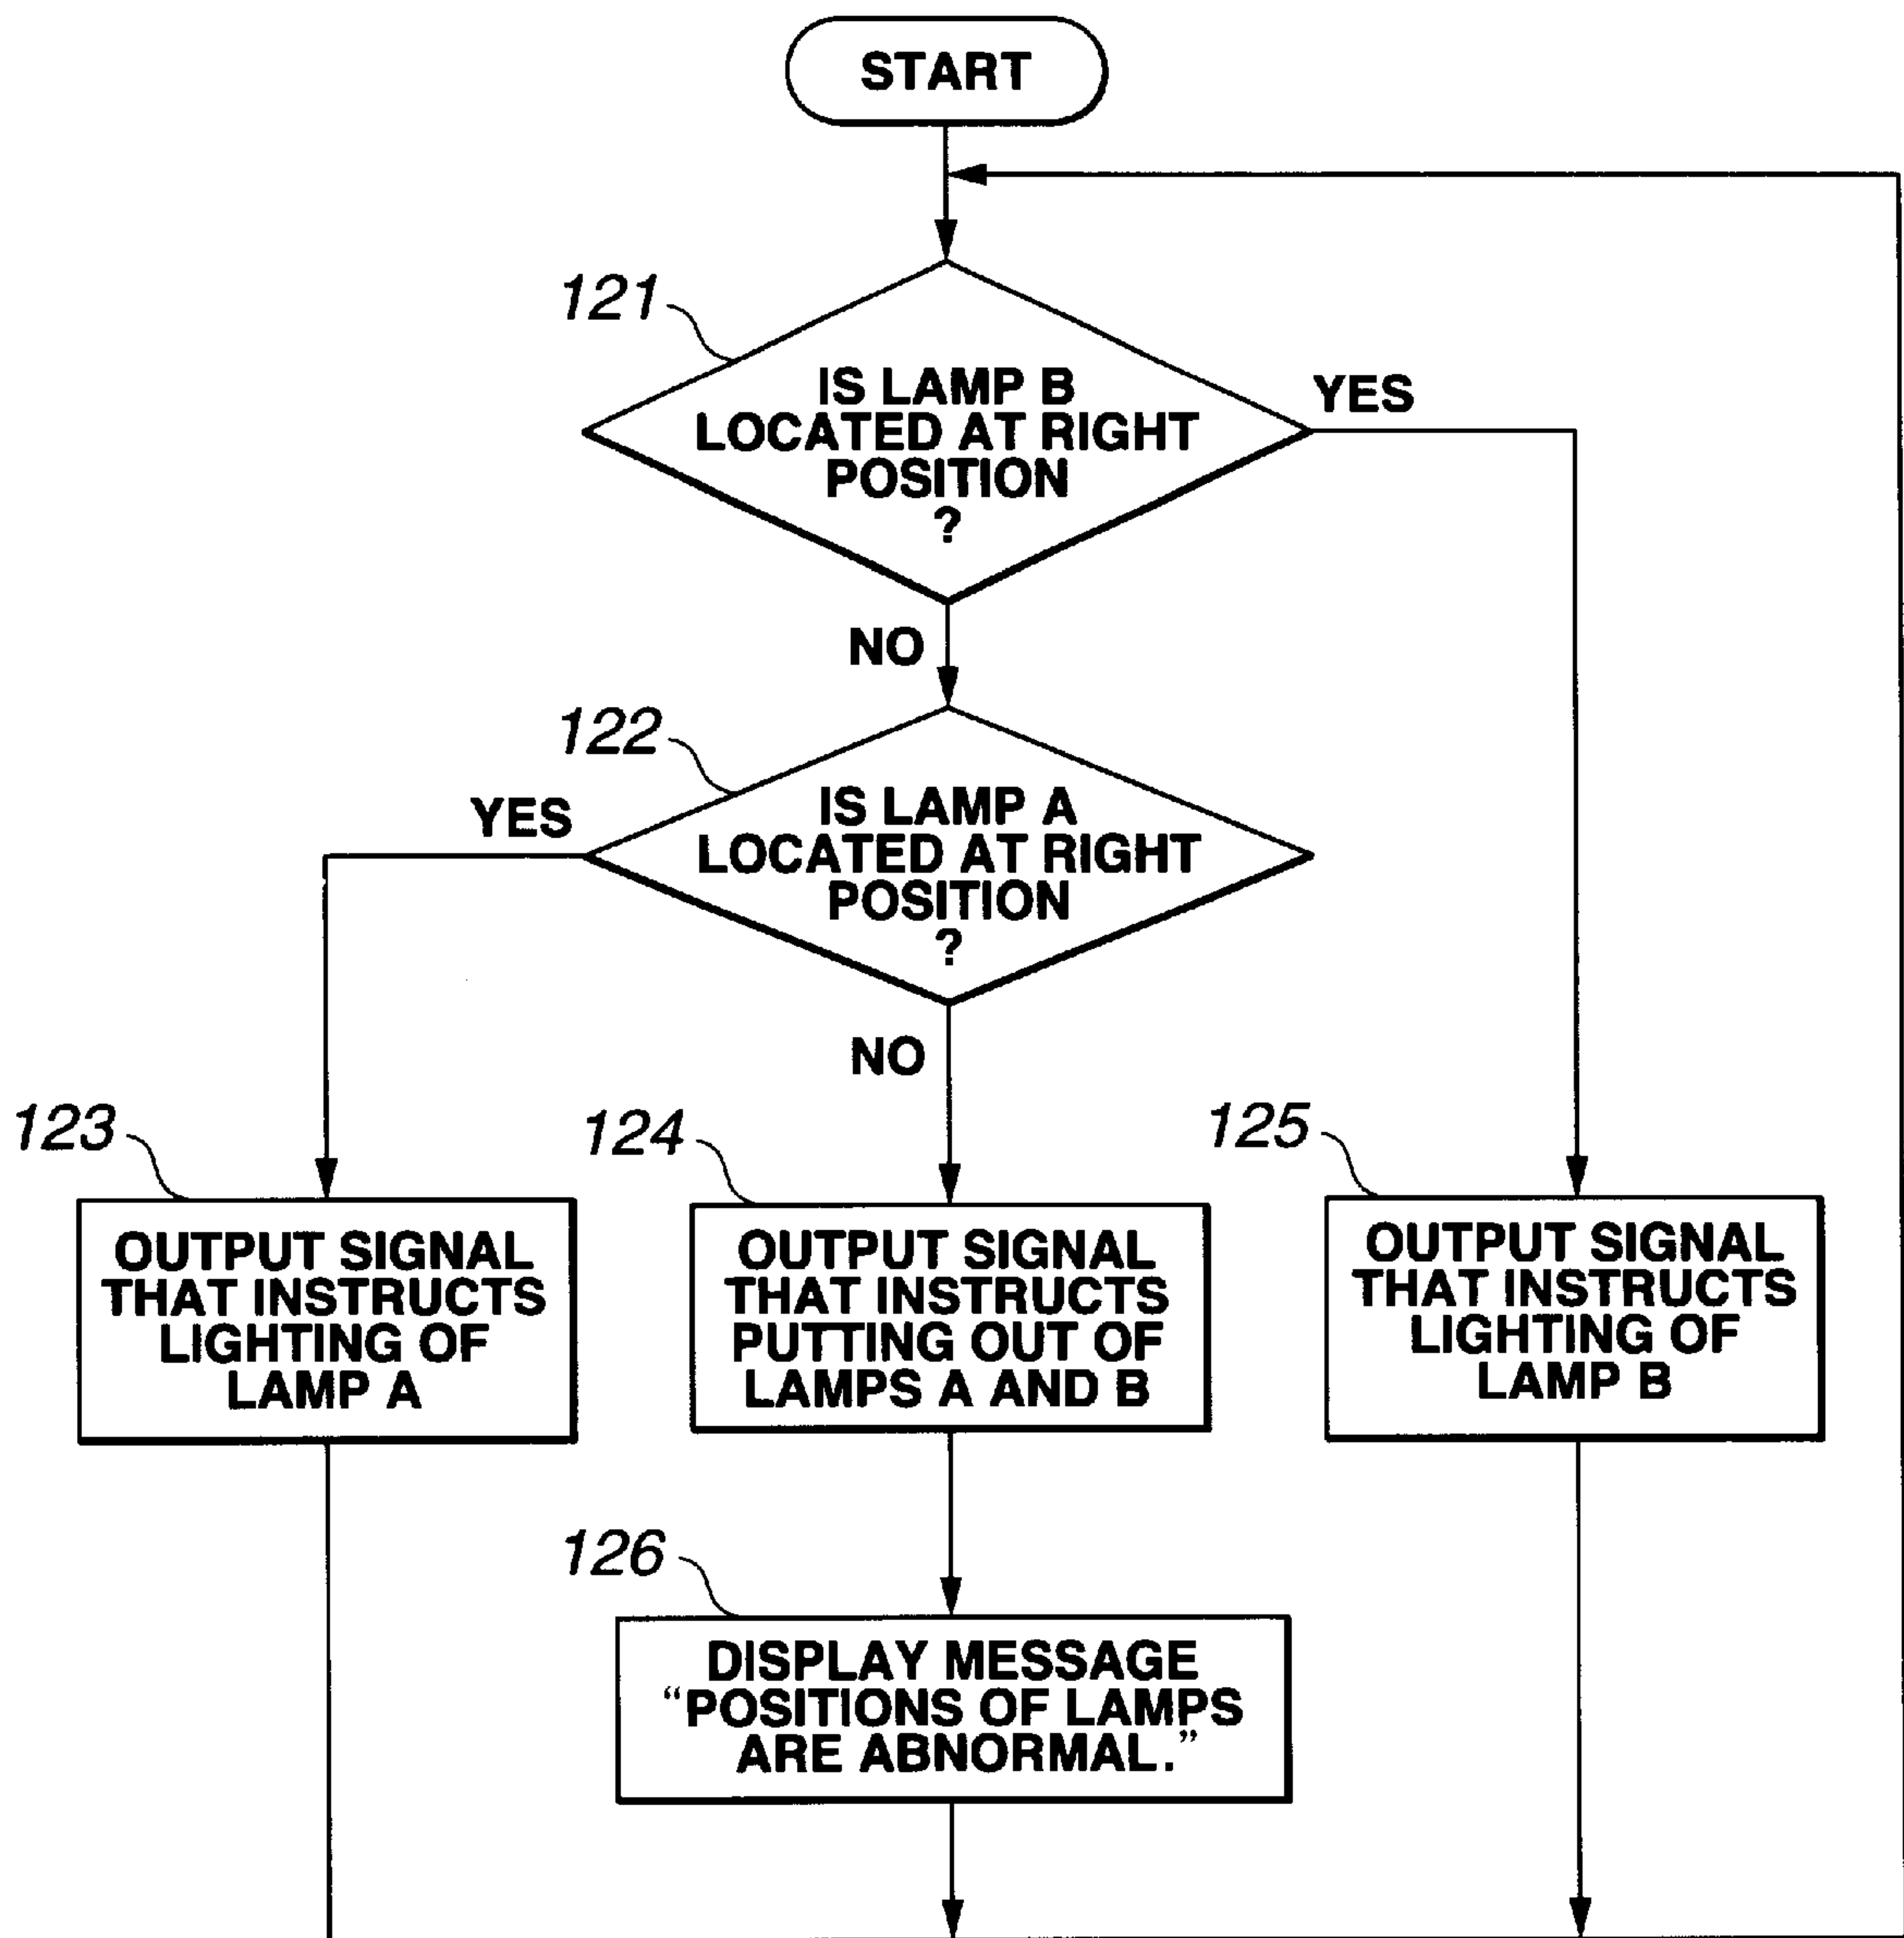 START
121
IS LAMP B
LOCATED AT RIGHT
POSITION
?
YES
NO
122
IS LAMP A
LOCATED AT RIGHT
POSITION
?
YES
NO
123
OUTPUT SIGNAL
THAT INSTRUCTS
LIGHTING OF
LAMP A
124
OUTPUT SIGNAL
THAT INSTRUCTS
PUTTING OUT OF
LAMPS A AND B
125
OUTPUT SIGNAL
THAT INSTRUCTS
LIGHTING OF
LAMP B
126
DISPLAY MESSAGE
“POSITIONS OF LAMPS
ARE ABNORMAL.”